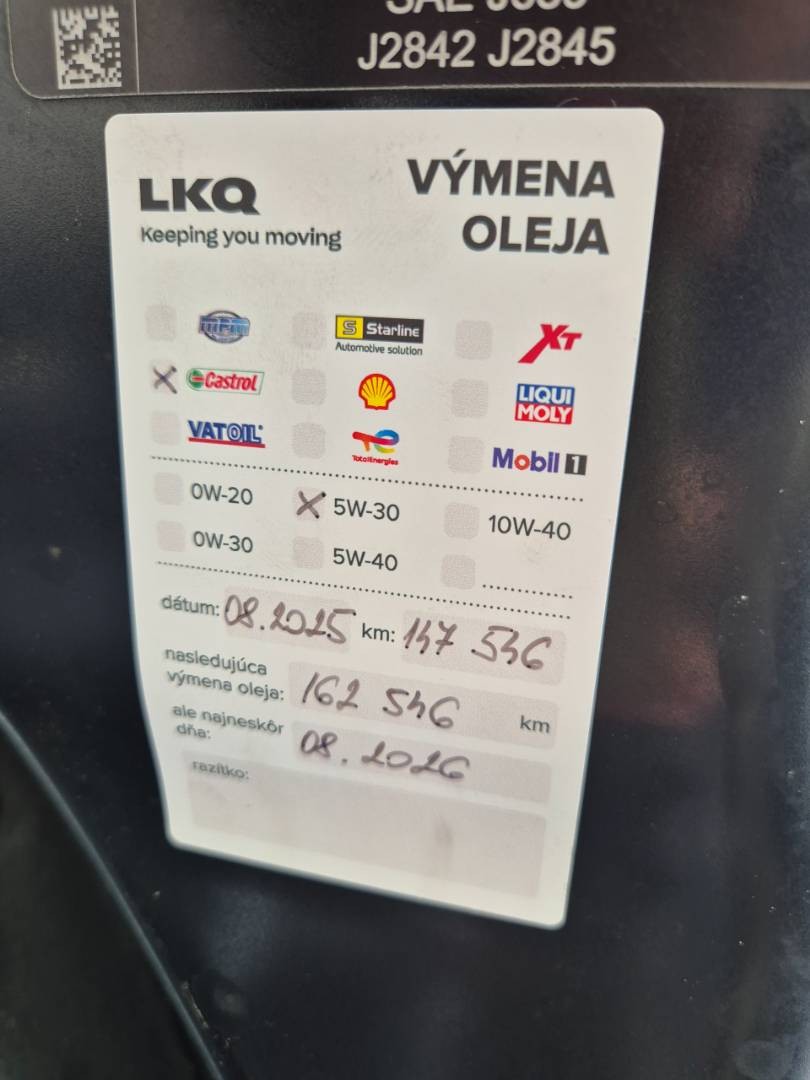 J2842 J2845
LKQ
Keeping you moving
VÝMENA
OLEJA
mpm
S Starline
Automotive solution
XT
Castrol
LIQUI
MOLY
VATOIL
TotalEnergies
Mobil 1
0W-20
5W-30
10W-40
0W-30
5W-40
dátum: 08.2025 km: 147 546
nasledujúca
výmena oleja: 162 546 km
ale najneskôr
dňa: 08.2026
razítko: